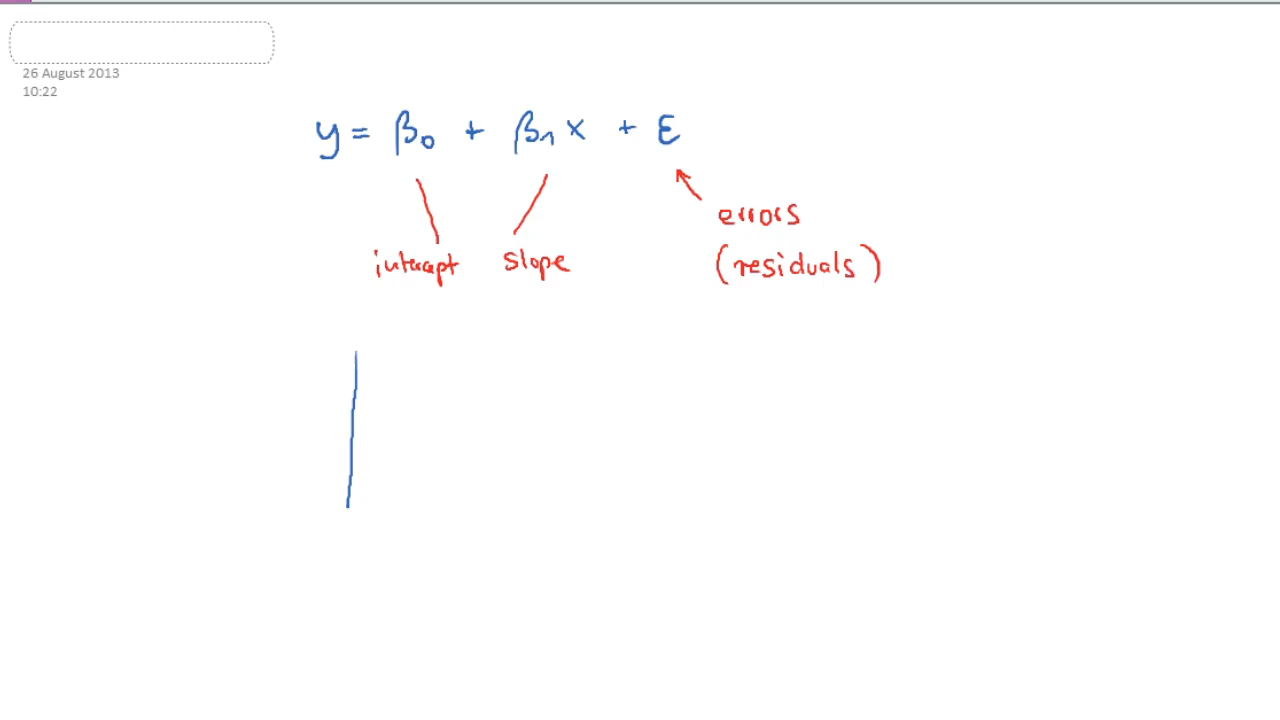 26 August 2013
10:22
y = β₀ + β₁x + ε
intercept slope
errors
(residuals)